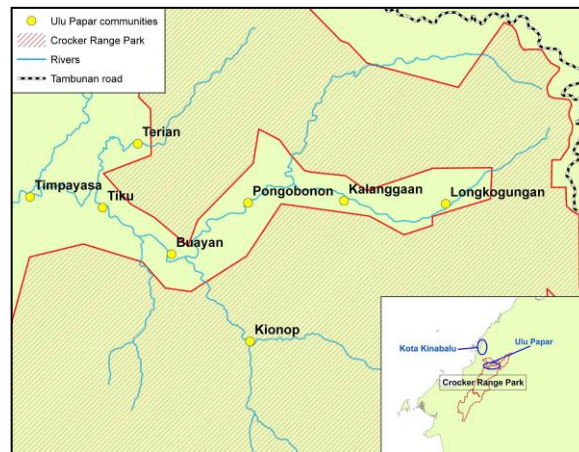 Ulu Papar communities
Crocker Range Park
Rivers
Tambunan road
Terian
Timpayasa
Tiku
Pongobonon
Kalanggaan
Longkogungan
Buayan
Kionop
Kota Kinabalu
Ulu Papar
Crocker Range Park